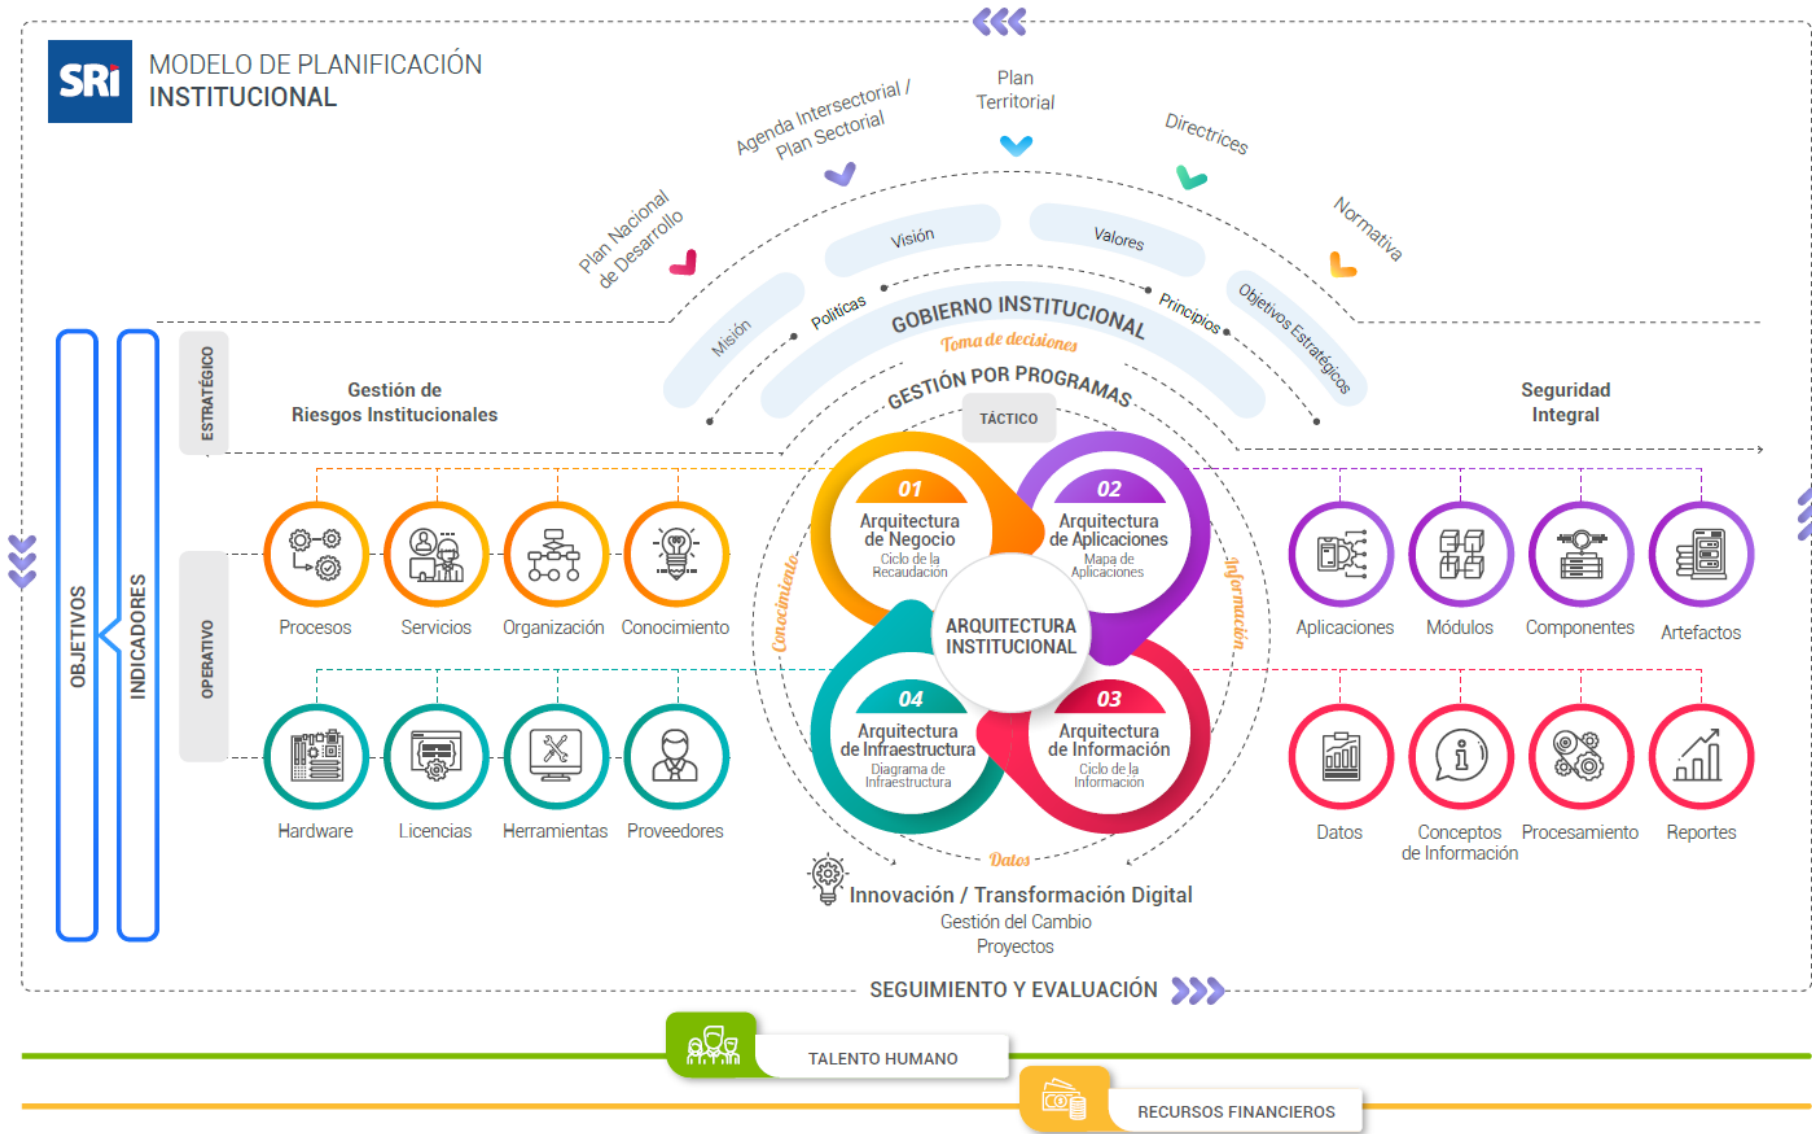 SRi
MODELO DE PLANIFICACIÓN
INSTITUCIONAL
Plan Nacional
de Desarrollo
Agenda Intersectorial /
Plan Sectorial
Plan
Territorial
Directrices
Normativa
Misión
Visión
Valores
Objetivos Estratégicos
Políticas
Principios
GOBIERNO INSTITUCIONAL
Toma de decisiones
GESTIÓN POR PROGRAMAS
TÁCTICO
ESTRATÉGICO
Gestión de
Riesgos Institucionales
Seguridad
Integral
OBJETIVOS
INDICADORES
OPERATIVO
Procesos
Servicios
Organización
Conocimiento
Hardware
Licencias
Herramientas
Proveedores
Conocimiento
01
Arquitectura
de Negocio
Ciclo de la
Recaudación
02
Arquitectura
de Aplicaciones
Mapa de
Aplicaciones
ARQUITECTURA
INSTITUCIONAL
04
Arquitectura
de Infraestructura
Diagrama de
Infraestructura
03
Arquitectura
de Información
Ciclo de la
Información
Información
Datos
Aplicaciones
Módulos
Componentes
Artefactos
Datos
Conceptos
de Información
Procesamiento
Reportes
Innovación / Transformación Digital
Gestión del Cambio
Proyectos
SEGUIMIENTO Y EVALUACIÓN
TALENTO HUMANO
RECURSOS FINANCIEROS